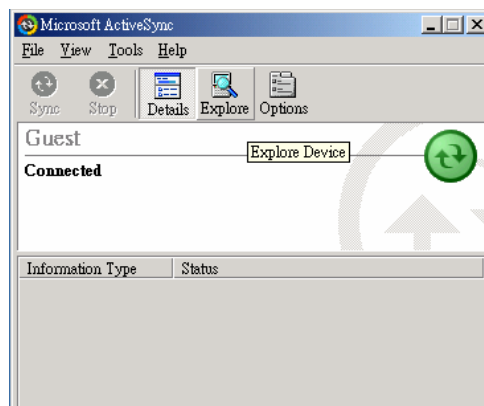 Microsoft ActiveSync
File View Tools Help
Sync Stop Details Explore Options
Guest
Explore Device
Connected
Information Type Status